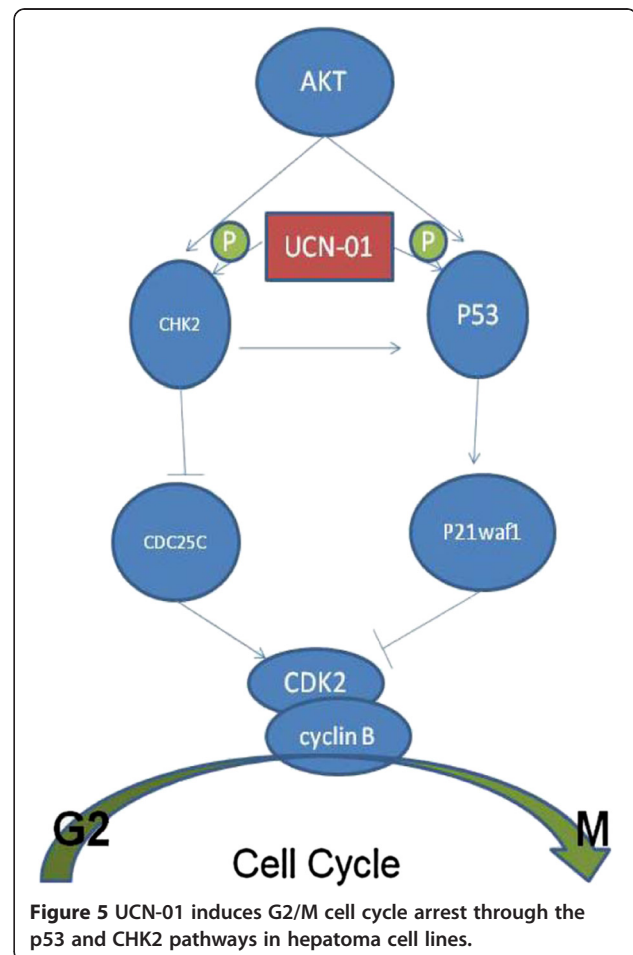 AKT
P
UCN-01
P
CHK2
P53
CDC25C
P21waf1
CDK2
cyclin B
G2
M
Cell Cycle
Figure 5 UCN-01 induces G2/M cell cycle arrest through the
p53 and CHK2 pathways in hepatoma cell lines.